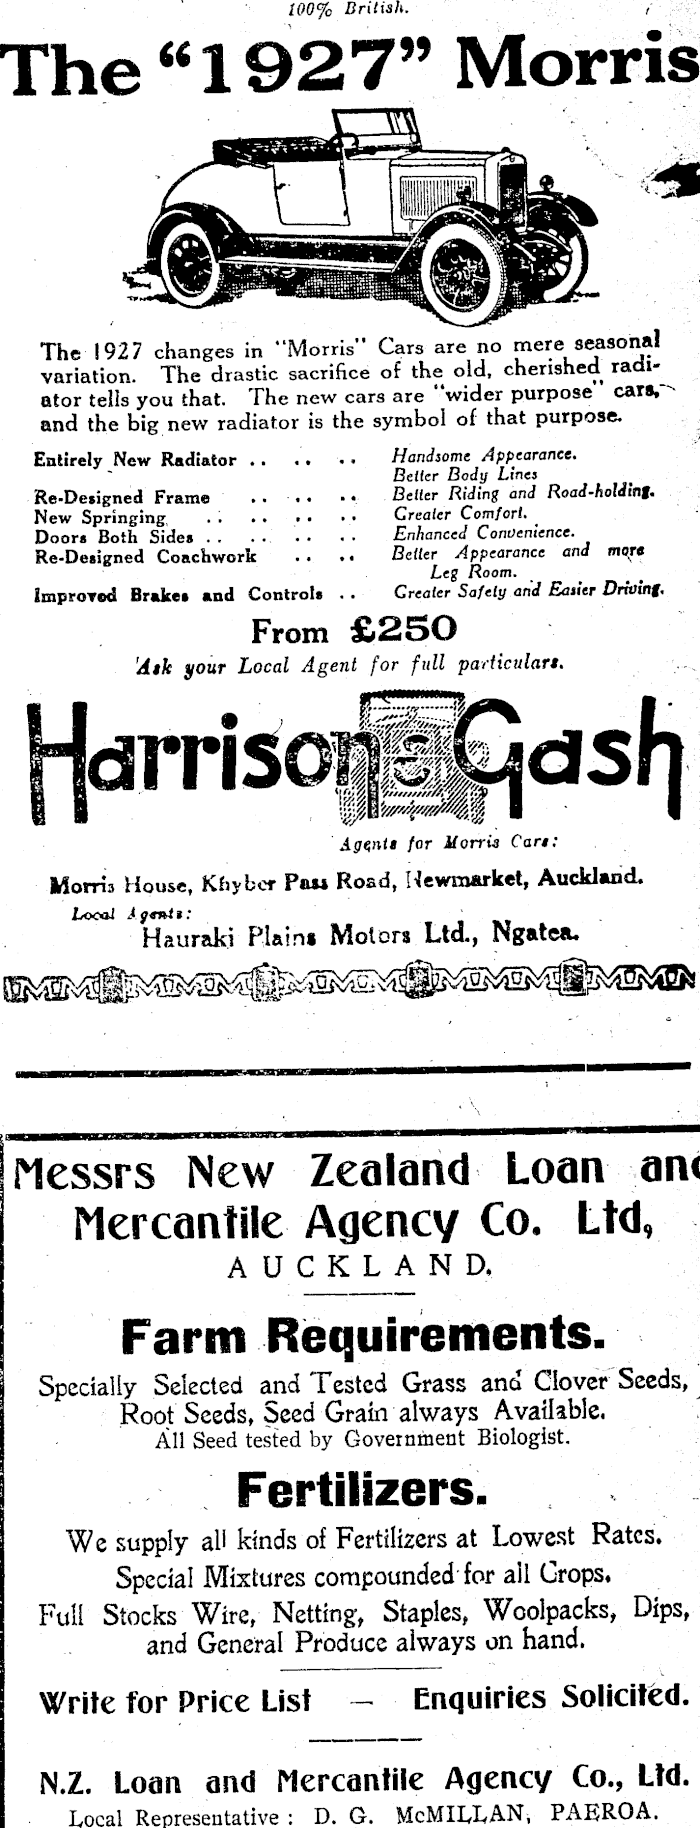 100% British.
The "1927" Morris
The 1927 changes in "Morris" Cars are no mere seasonal
variation. The drastic sacrifice of the old, cherished radi-
ator tells you that. The new cars are "wider purpose" cars,
and the big new radiator is the symbol of that purpose.
Entirely New Radiator .. .. .. Handsome Appearance.
Better Body Lines
Re-Designed Frame .. .. .. Better Riding and Road-holding.
New Springing .. .. .. .. Greater Comfort.
Doors Both Sides .. .. .. .. Enhanced Convenience.
Re-Designed Coachwork .. .. Better Appearance and more
Leg Room.
Improved Brakes and Controls .. Greater Safety and Easier Driving.
From £250
Ask your Local Agent for full particulars.
Harrison & Gash
Agents for Morris Cars:
Morris House, Khyber Pass Road, Newmarket, Auckland.
Local Agents:
Hauraki Plains Motors Ltd., Ngatea.
Messrs New Zealand Loan and
Mercantile Agency Co. Ltd,
AUCKLAND.
Farm Requirements.
Specially Selected and Tested Grass and Clover Seeds,
Root Seeds, Seed Grain always Available.
All Seed tested by Government Biologist.
Fertilizers.
We supply all kinds of Fertilizers at Lowest Rates.
Special Mixtures compounded for all Crops.
Full Stocks Wire, Netting, Staples, Woolpacks, Dips,
and General Produce always on hand.
Write for Price List — Enquiries Solicited.
N.Z. Loan and Mercantile Agency Co., Ltd.
Local Representative: D. G. McMILLAN, PAEROA.